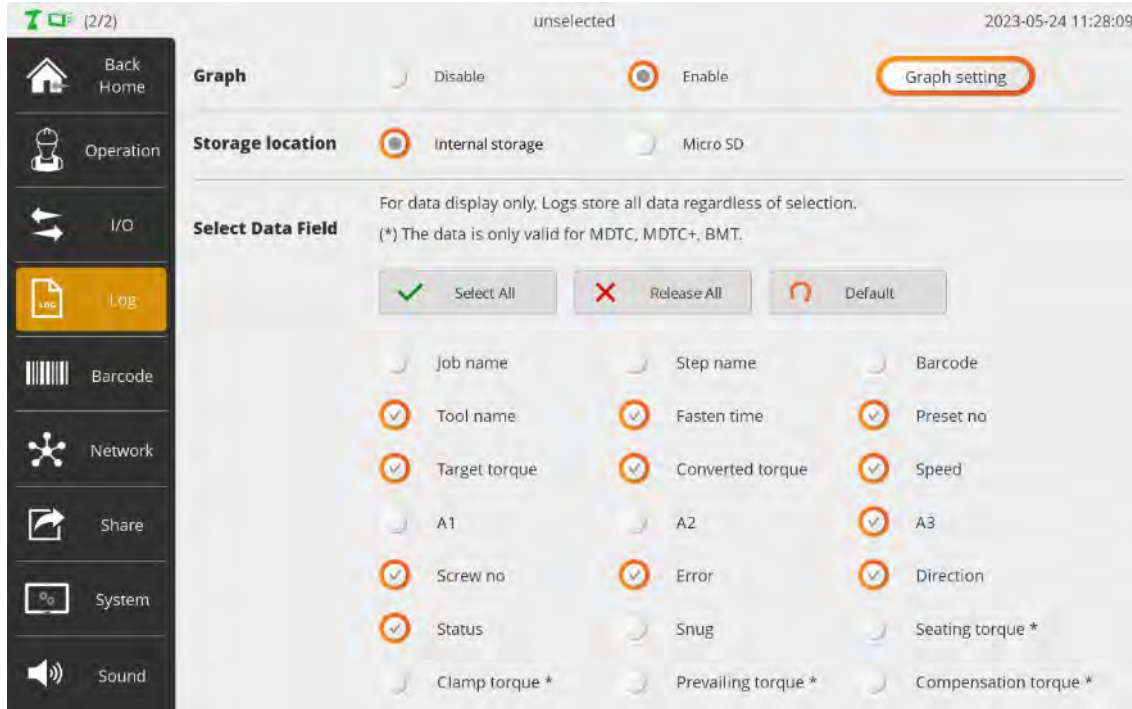 (2/2) unselected 2023-05-24 11:28:09
Back
Home
Operation
I/O
LOG Log
Barcode
Network
Share
System
Sound
Graph Disable Enable Graph setting
Storage location Internal storage Micro SD
Select Data Field
For data display only, Logs store all data regardless of selection.
(*) The data is only valid for MDTC, MDTC+, BMT.
Select All Release All Default
Job name Step name Barcode
Tool name Fasten time Preset no
Target torque Converted torque Speed
A1 A2 A3
Screw no Error Direction
Status Snug Seating torque *
Clamp torque * Prevailing torque * Compensation torque *